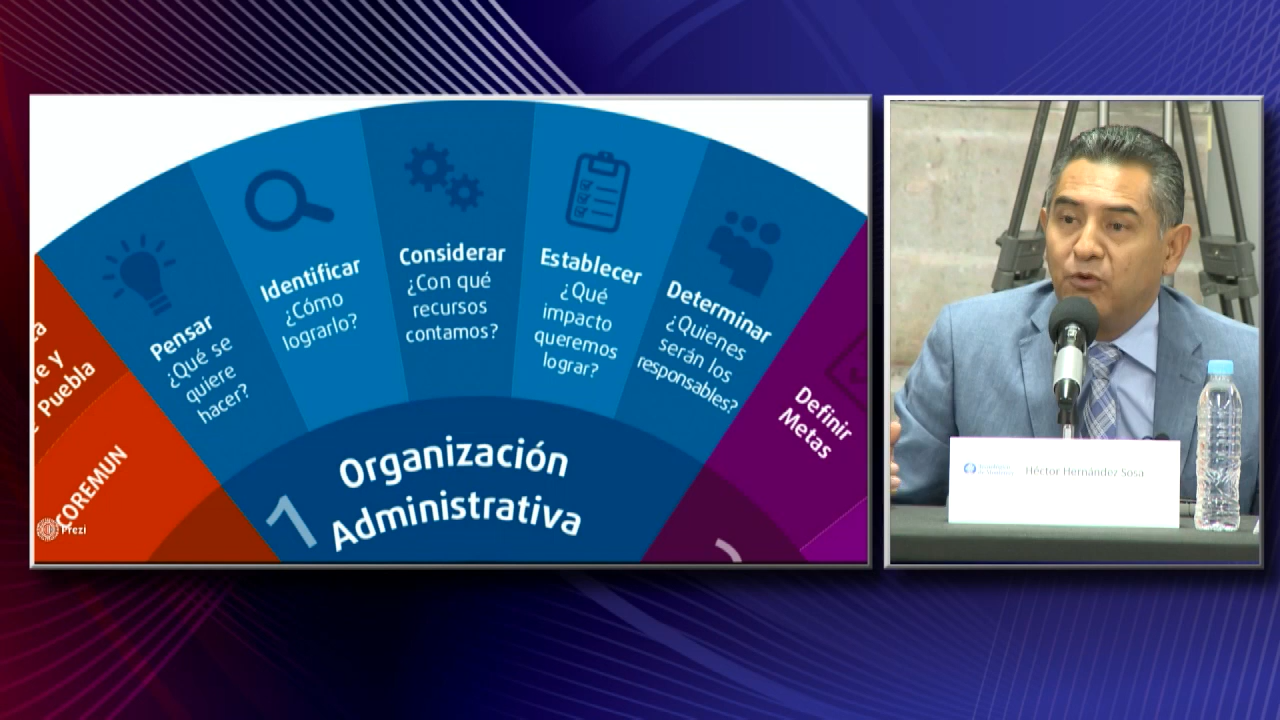 Pensar
¿Qué se
quiere
hacer?
Identificar
¿Cómo
lograrlo?
Considerar
¿Con qué
recursos
contamos?
Establecer
¿Qué
impacto
queremos
lograr?
Determinar
¿Quienes
serán los
responsables?
1
Organización
Administrativa
Definir
Metas
e y
Puebla
COREMUN
Prezi
Héctor Hernández Sosa